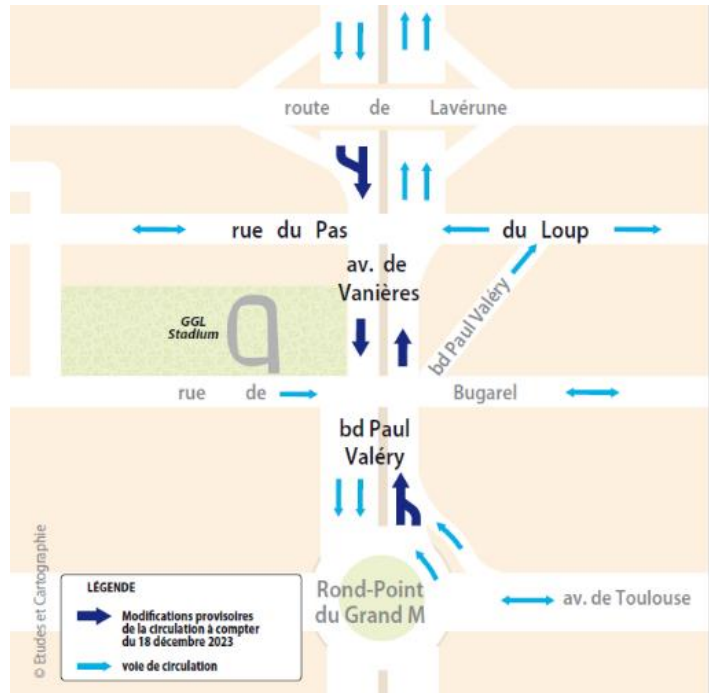 route de Lavérune
rue du Pas du Loup
av. de
Vanières
GGL
Stadium
bd Paul Valéry
rue de Bugarel
bd Paul
Valéry
Rond-Point
du Grand M
av. de Toulouse
© Etudes et Cartographie
LÉGENDE
Modifications provisoires
de la circulation à compter
du 18 décembre 2023
voie de circulation